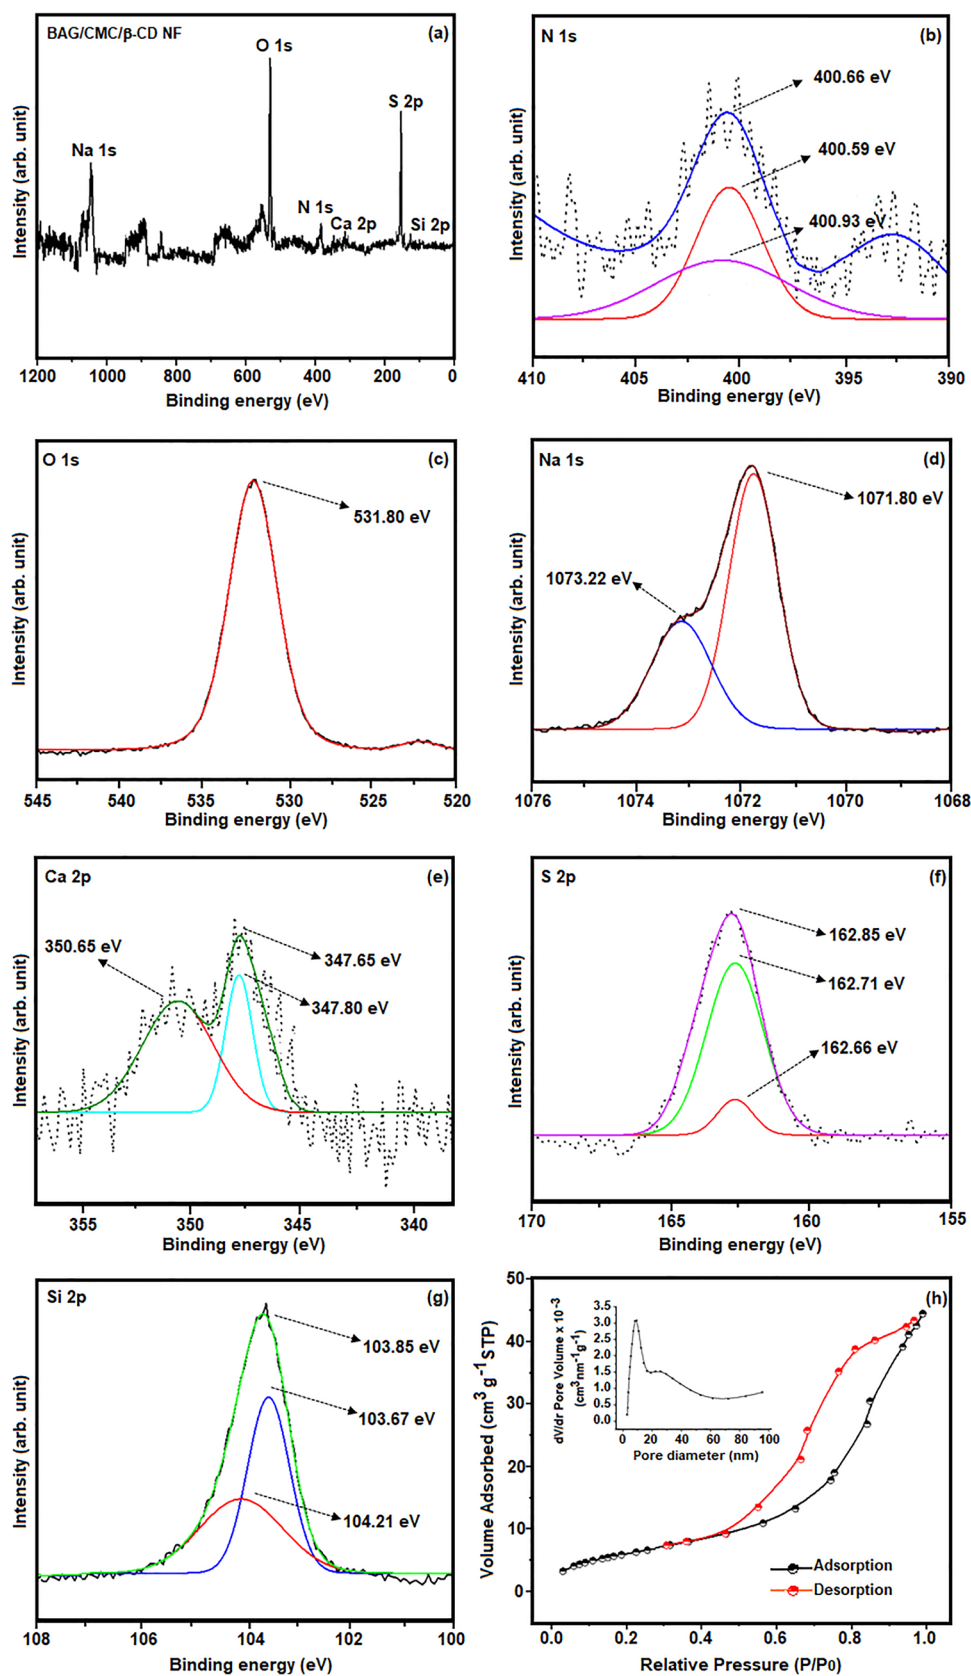 BAG/CMC/β-CD NF
(a)
O 1s
S 2p
Na 1s
N 1s
Ca 2p
Si 2p
Intensity (arb. unit)
1200 1000 800 600 400 200 0
Binding energy (eV)
N 1s
(b)
400.66 eV
400.59 eV
400.93 eV
Intensity (arb. unit)
410 405 400 395 390
Binding energy (eV)
O 1s
(c)
531.80 eV
Intensity (arb. unit)
545 540 535 530 525 520
Binding energy (eV)
Na 1s
(d)
1071.80 eV
1073.22 eV
Intensity (arb. unit)
1076 1074 1072 1070 1068
Binding energy (eV)
Ca 2p
(e)
350.65 eV
347.65 eV
347.80 eV
Intensity (arb. unit)
355 350 345 340
Binding energy (eV)
S 2p
(f)
162.85 eV
162.71 eV
162.66 eV
Intensity (arb. unit)
170 165 160 155
Binding energy (eV)
Si 2p
(g)
103.85 eV
103.67 eV
104.21 eV
Intensity (arb. unit)
108 106 104 102 100
Binding energy (eV)
(h)
50
40
30
20
10
0
Volume Adsorbed (cm³ g⁻¹ STP)
dV/dr Pore Volume x 10⁻³
(cm³nm⁻¹g⁻¹)
3.5
3.0
2.5
2.0
1.5
1.0
0.5
0.0
0 20 40 60 80 100
Pore diameter (nm)
Adsorption
Desorption
0.0 0.2 0.4 0.6 0.8 1.0
Relative Pressure (P/P₀)